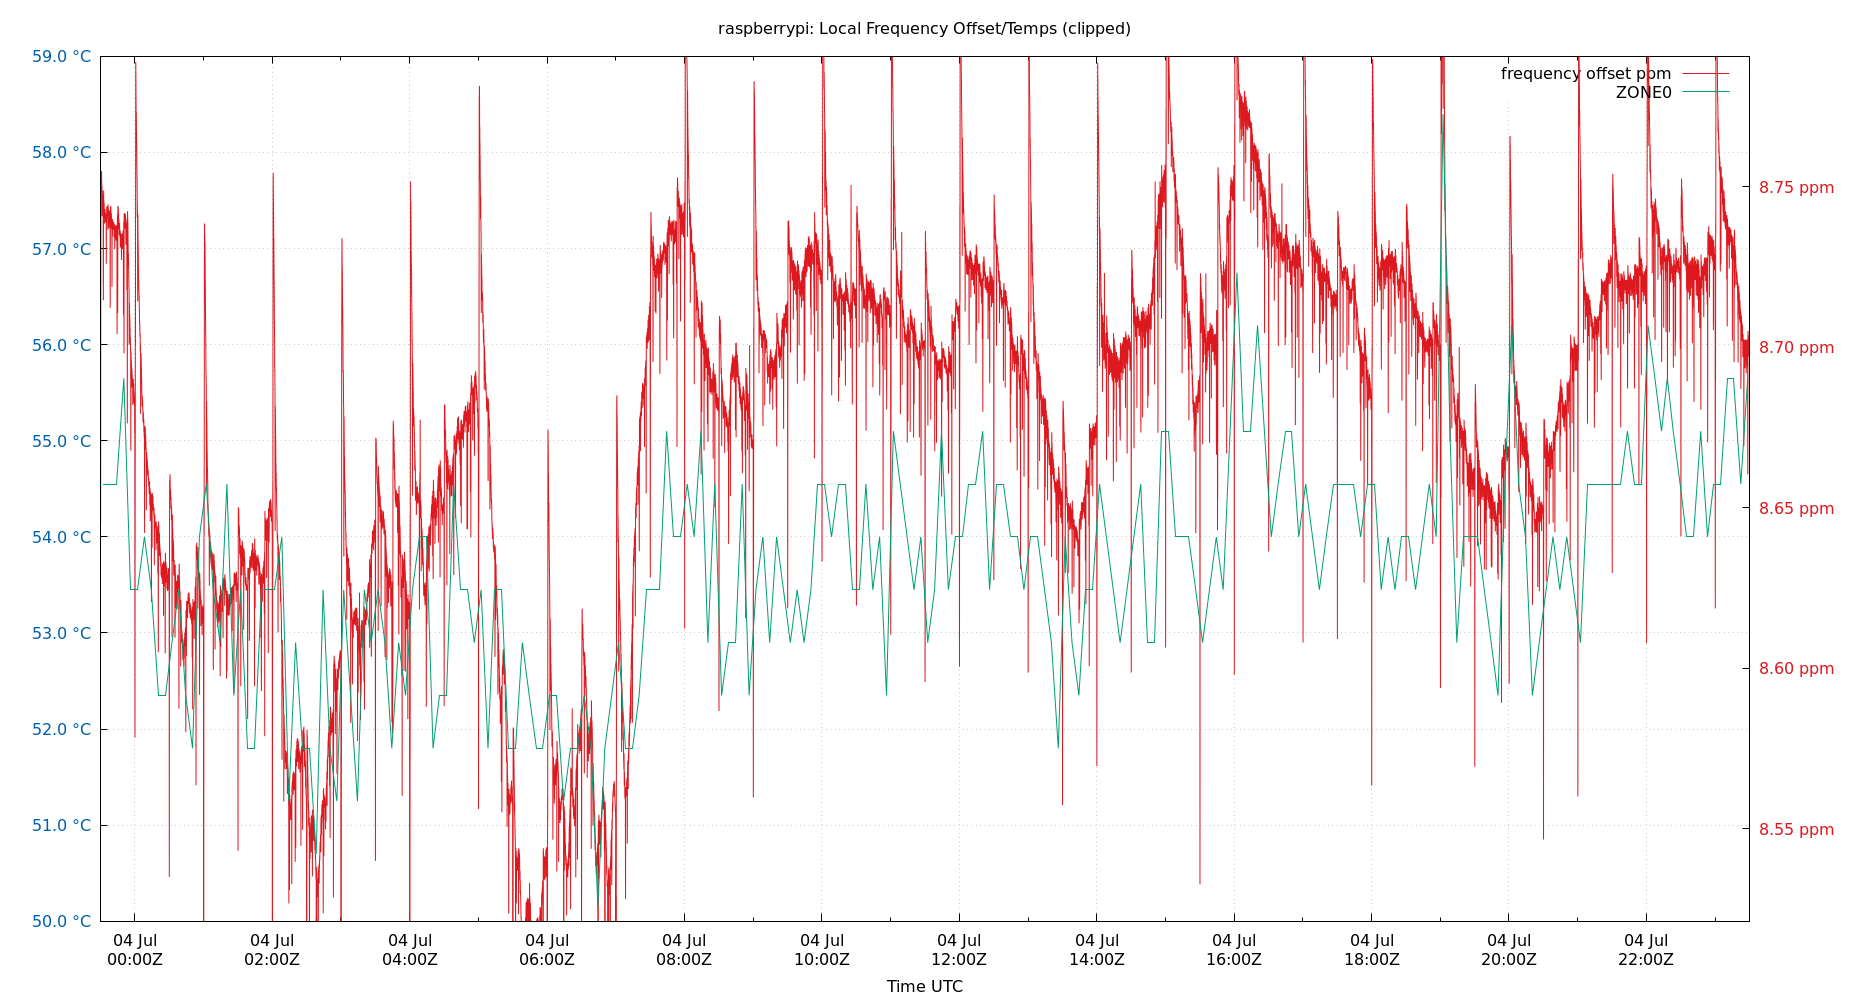 raspberrypi: Local Frequency Offset/Temps (clipped)
59.0 °C
58.0 °C
57.0 °C
56.0 °C
55.0 °C
54.0 °C
53.0 °C
52.0 °C
51.0 °C
50.0 °C
frequency offset ppm
ZONE0
8.75 ppm
8.70 ppm
8.65 ppm
8.60 ppm
8.55 ppm
04 Jul 04 Jul 04 Jul 04 Jul 04 Jul 04 Jul 04 Jul 04 Jul 04 Jul 04 Jul 04 Jul 04 Jul
00:00Z 02:00Z 04:00Z 06:00Z 08:00Z 10:00Z 12:00Z 14:00Z 16:00Z 18:00Z 20:00Z 22:00Z
Time UTC